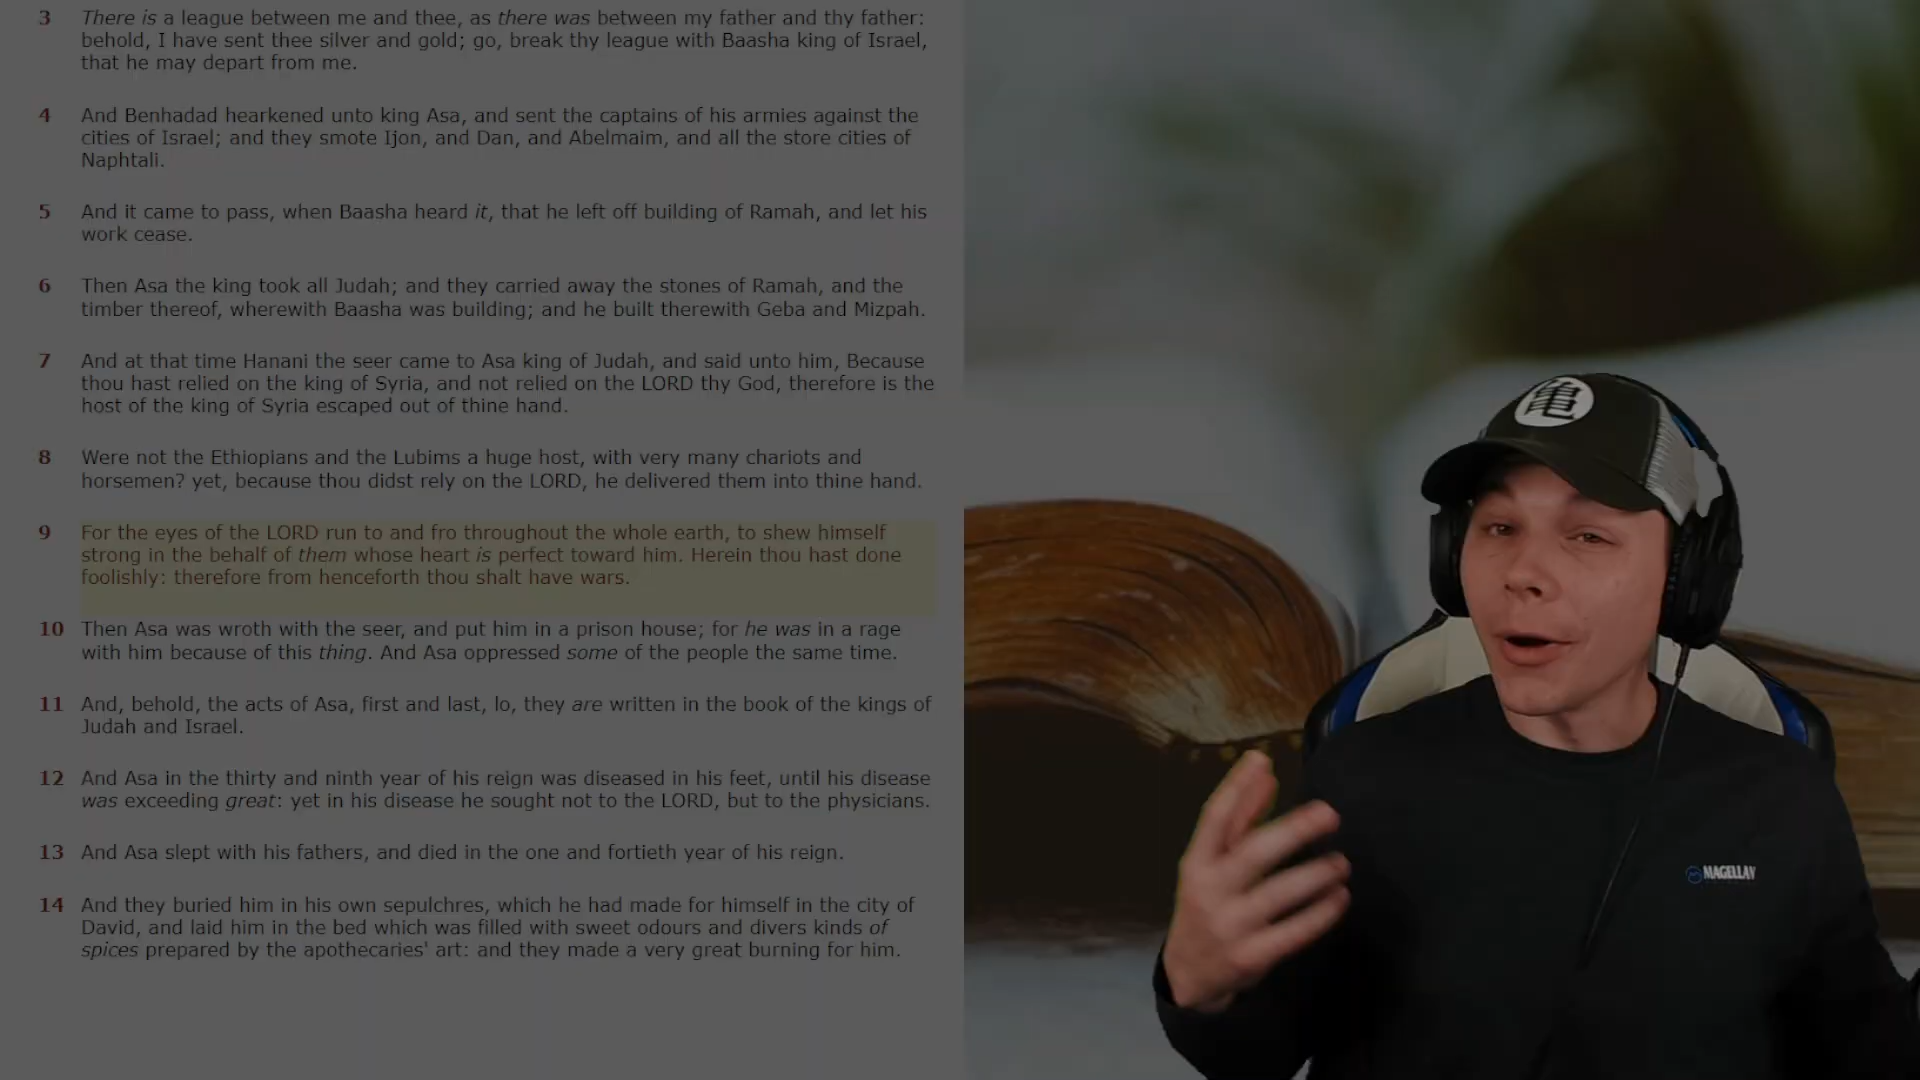 3 There is a league between me and thee, as there was between my father and thy father:
behold, I have sent thee silver and gold; go, break thy league with Baasha king of Israel,
that he may depart from me.
4 And Benhadad hearkened unto king Asa, and sent the captains of his armies against the
cities of Israel; and they smote Ijon, and Dan, and Abelmaim, and all the store cities of
Naphtali.
5 And it came to pass, when Baasha heard it, that he left off building of Ramah, and let his
work cease.
6 Then Asa the king took all Judah; and they carried away the stones of Ramah, and the
timber thereof, wherewith Baasha was building; and he built therewith Geba and Mizpah.
7 And at that time Hanani the seer came to Asa king of Judah, and said unto him, Because
thou hast relied on the king of Syria, and not relied on the LORD thy God, therefore is the
host of the king of Syria escaped out of thine hand.
8 Were not the Ethiopians and the Lubims a huge host, with very many chariots and
horsemen? yet, because thou didst rely on the LORD, he delivered them into thine hand.
9 For the eyes of the LORD run to and fro throughout the whole earth, to shew himself
strong in the behalf of them whose heart is perfect toward him. Herein thou hast done
foolishly: therefore from henceforth thou shalt have wars.
10 Then Asa was wroth with the seer, and put him in a prison house; for he was in a rage
with him because of this thing. And Asa oppressed some of the people the same time.
11 And, behold, the acts of Asa, first and last, lo, they are written in the book of the kings of
Judah and Israel.
12 And Asa in the thirty and ninth year of his reign was diseased in his feet, until his disease
was exceeding great: yet in his disease he sought not to the LORD, but to the physicians.
13 And Asa slept with his fathers, and died in the one and fortieth year of his reign.
14 And they buried him in his own sepulchres, which he had made for himself in the city of
David, and laid him in the bed which was filled with sweet odours and divers kinds of
spices prepared by the apothecaries' art: and they made a very great burning for him.
亀
MAGELLAN